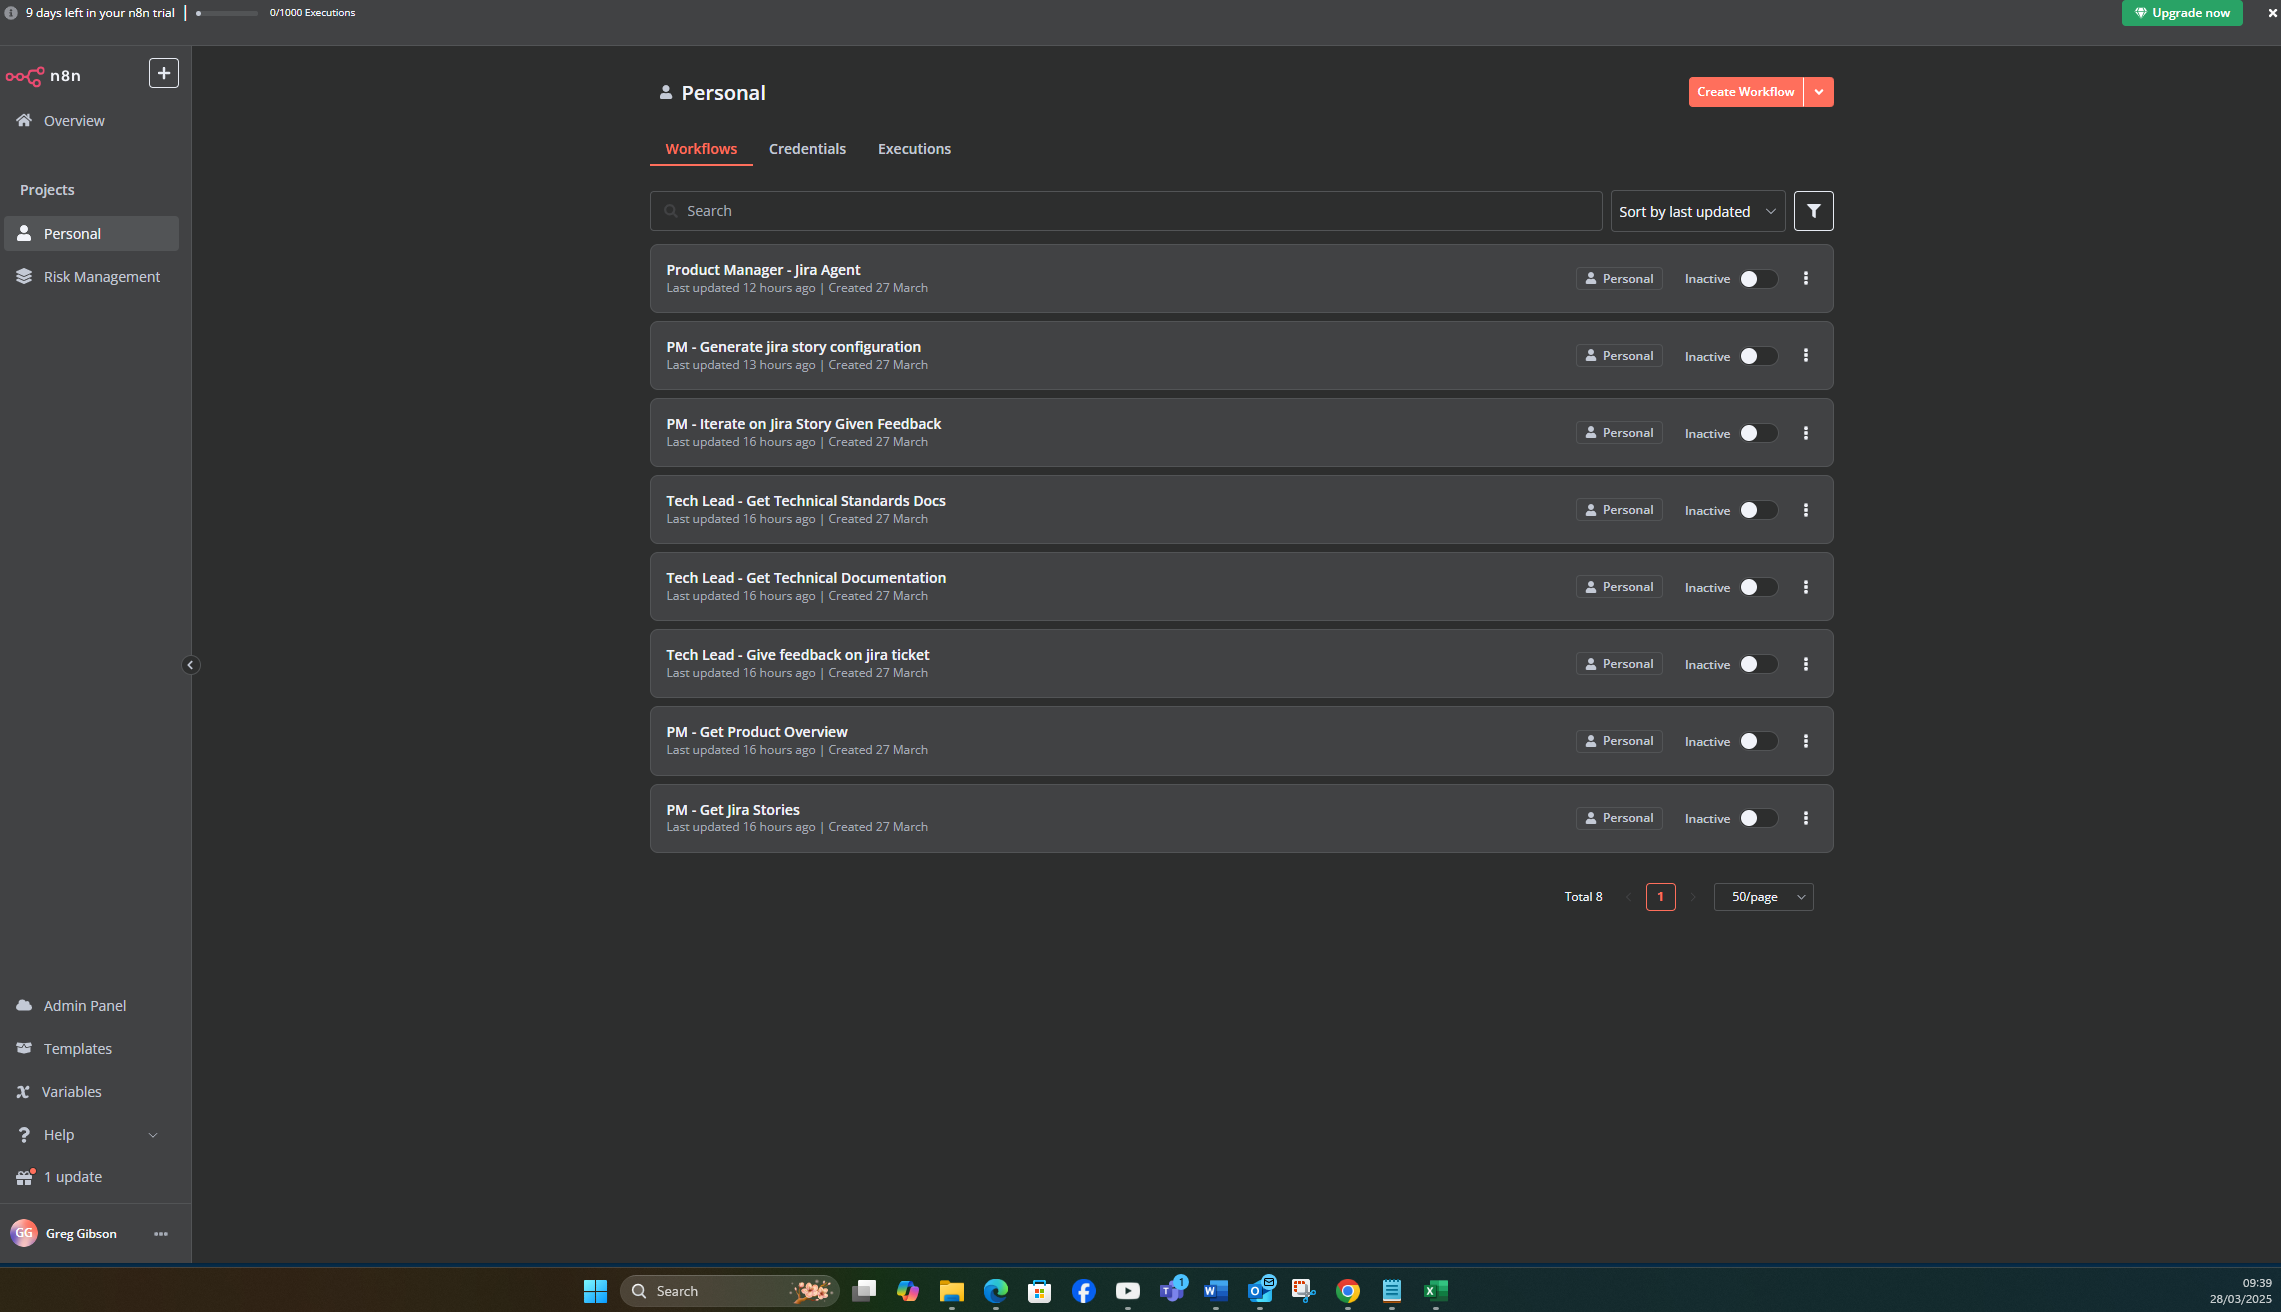 9 days left in your n8n trial
0/1000 Executions
Upgrade now
n8n
Overview
Projects
Personal
Risk Management
Personal
Create Workflow
Workflows
Credentials
Executions
Search
Sort by last updated
Product Manager - Jira Agent
Last updated 12 hours ago | Created 27 March
Personal
Inactive
PM - Generate jira story configuration
Last updated 13 hours ago | Created 27 March
Personal
Inactive
PM - Iterate on Jira Story Given Feedback
Last updated 16 hours ago | Created 27 March
Personal
Inactive
Tech Lead - Get Technical Standards Docs
Last updated 16 hours ago | Created 27 March
Personal
Inactive
Tech Lead - Get Technical Documentation
Last updated 16 hours ago | Created 27 March
Personal
Inactive
Tech Lead - Give feedback on jira ticket
Last updated 16 hours ago | Created 27 March
Personal
Inactive
PM - Get Product Overview
Last updated 16 hours ago | Created 27 March
Personal
Inactive
PM - Get Jira Stories
Last updated 16 hours ago | Created 27 March
Personal
Inactive
Total 8
1
50/page
Admin Panel
Templates
Variables
Help
1 update
GG
Greg Gibson
Search
1
09:39
28/03/2025